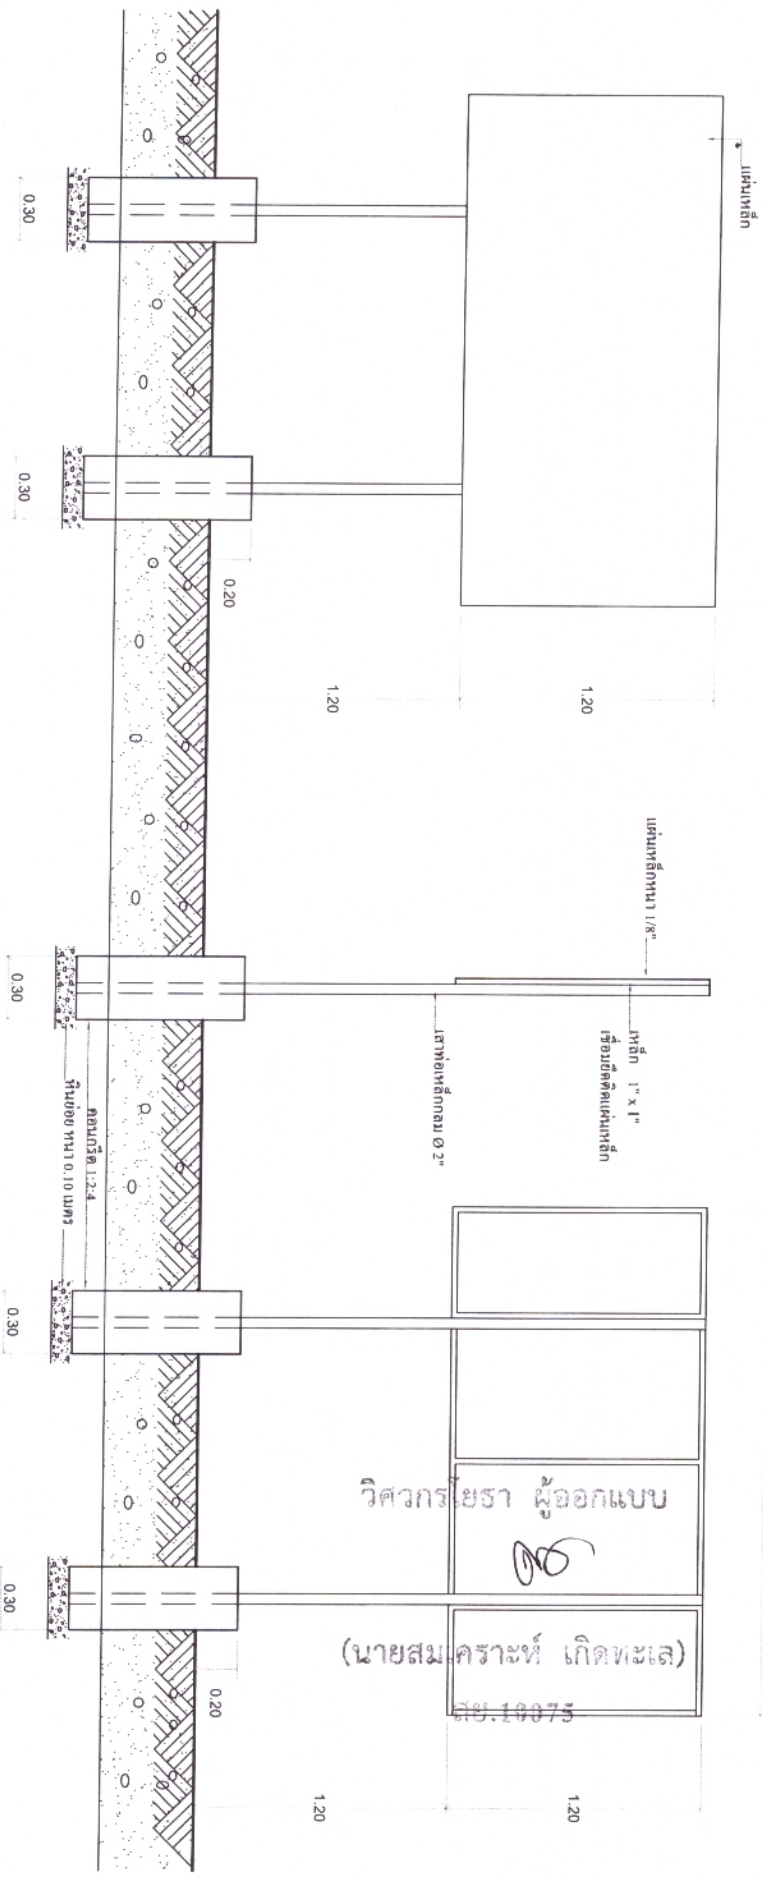 แผ่นเหล็ก
0.30
0.30
0.20
1.20
1.20
แผ่นเหล็กหนา 1/8"
เหล็ก 1" x 1"
เชื่อมยึดติดแผ่นเหล็ก
เสาท่อเหล็กกลม Ø 2"
0.30
คอนกรีต 1:2:4
หินย่อย หนา 0.10 เมตร
0.30
0.30
0.20
1.20
1.20
วิศวกรโยธา ผู้ออกแบบ
(นายสมเคราะห์ เกิดทะเล)
สย.10075